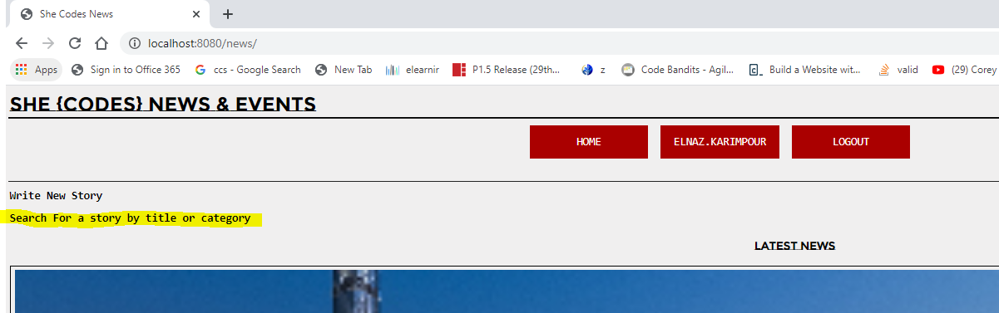 She Codes News
localhost:8080/news/
Apps Sign in to Office 365 ccs - Google Search New Tab elearnir P1.5 Release (29th... z Code Bandits - Agil... Build a Website wit... valid (29) Corey
SHE {CODES} NEWS & EVENTS
HOME ELNAZ.KARIMPOUR LOGOUT
Write New Story
Search For a story by title or category
LATEST NEWS